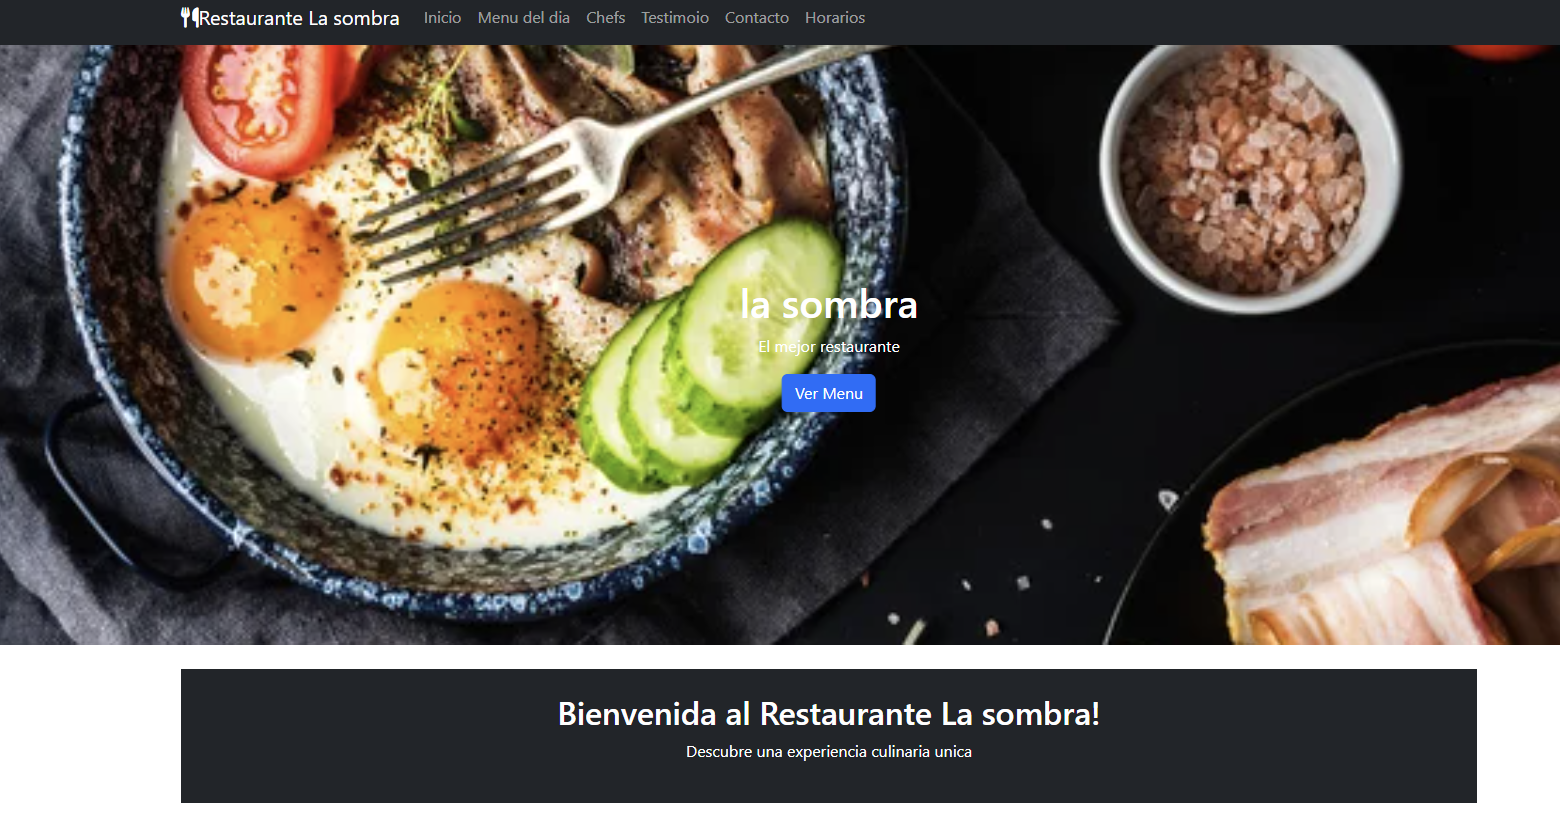 Restaurante La sombra Inicio Menu del dia Chefs Testimoio Contacto Horarios
la sombra
El mejor restaurante
Ver Menu
Bienvenida al Restaurante La sombra!
Descubre una experiencia culinaria unica